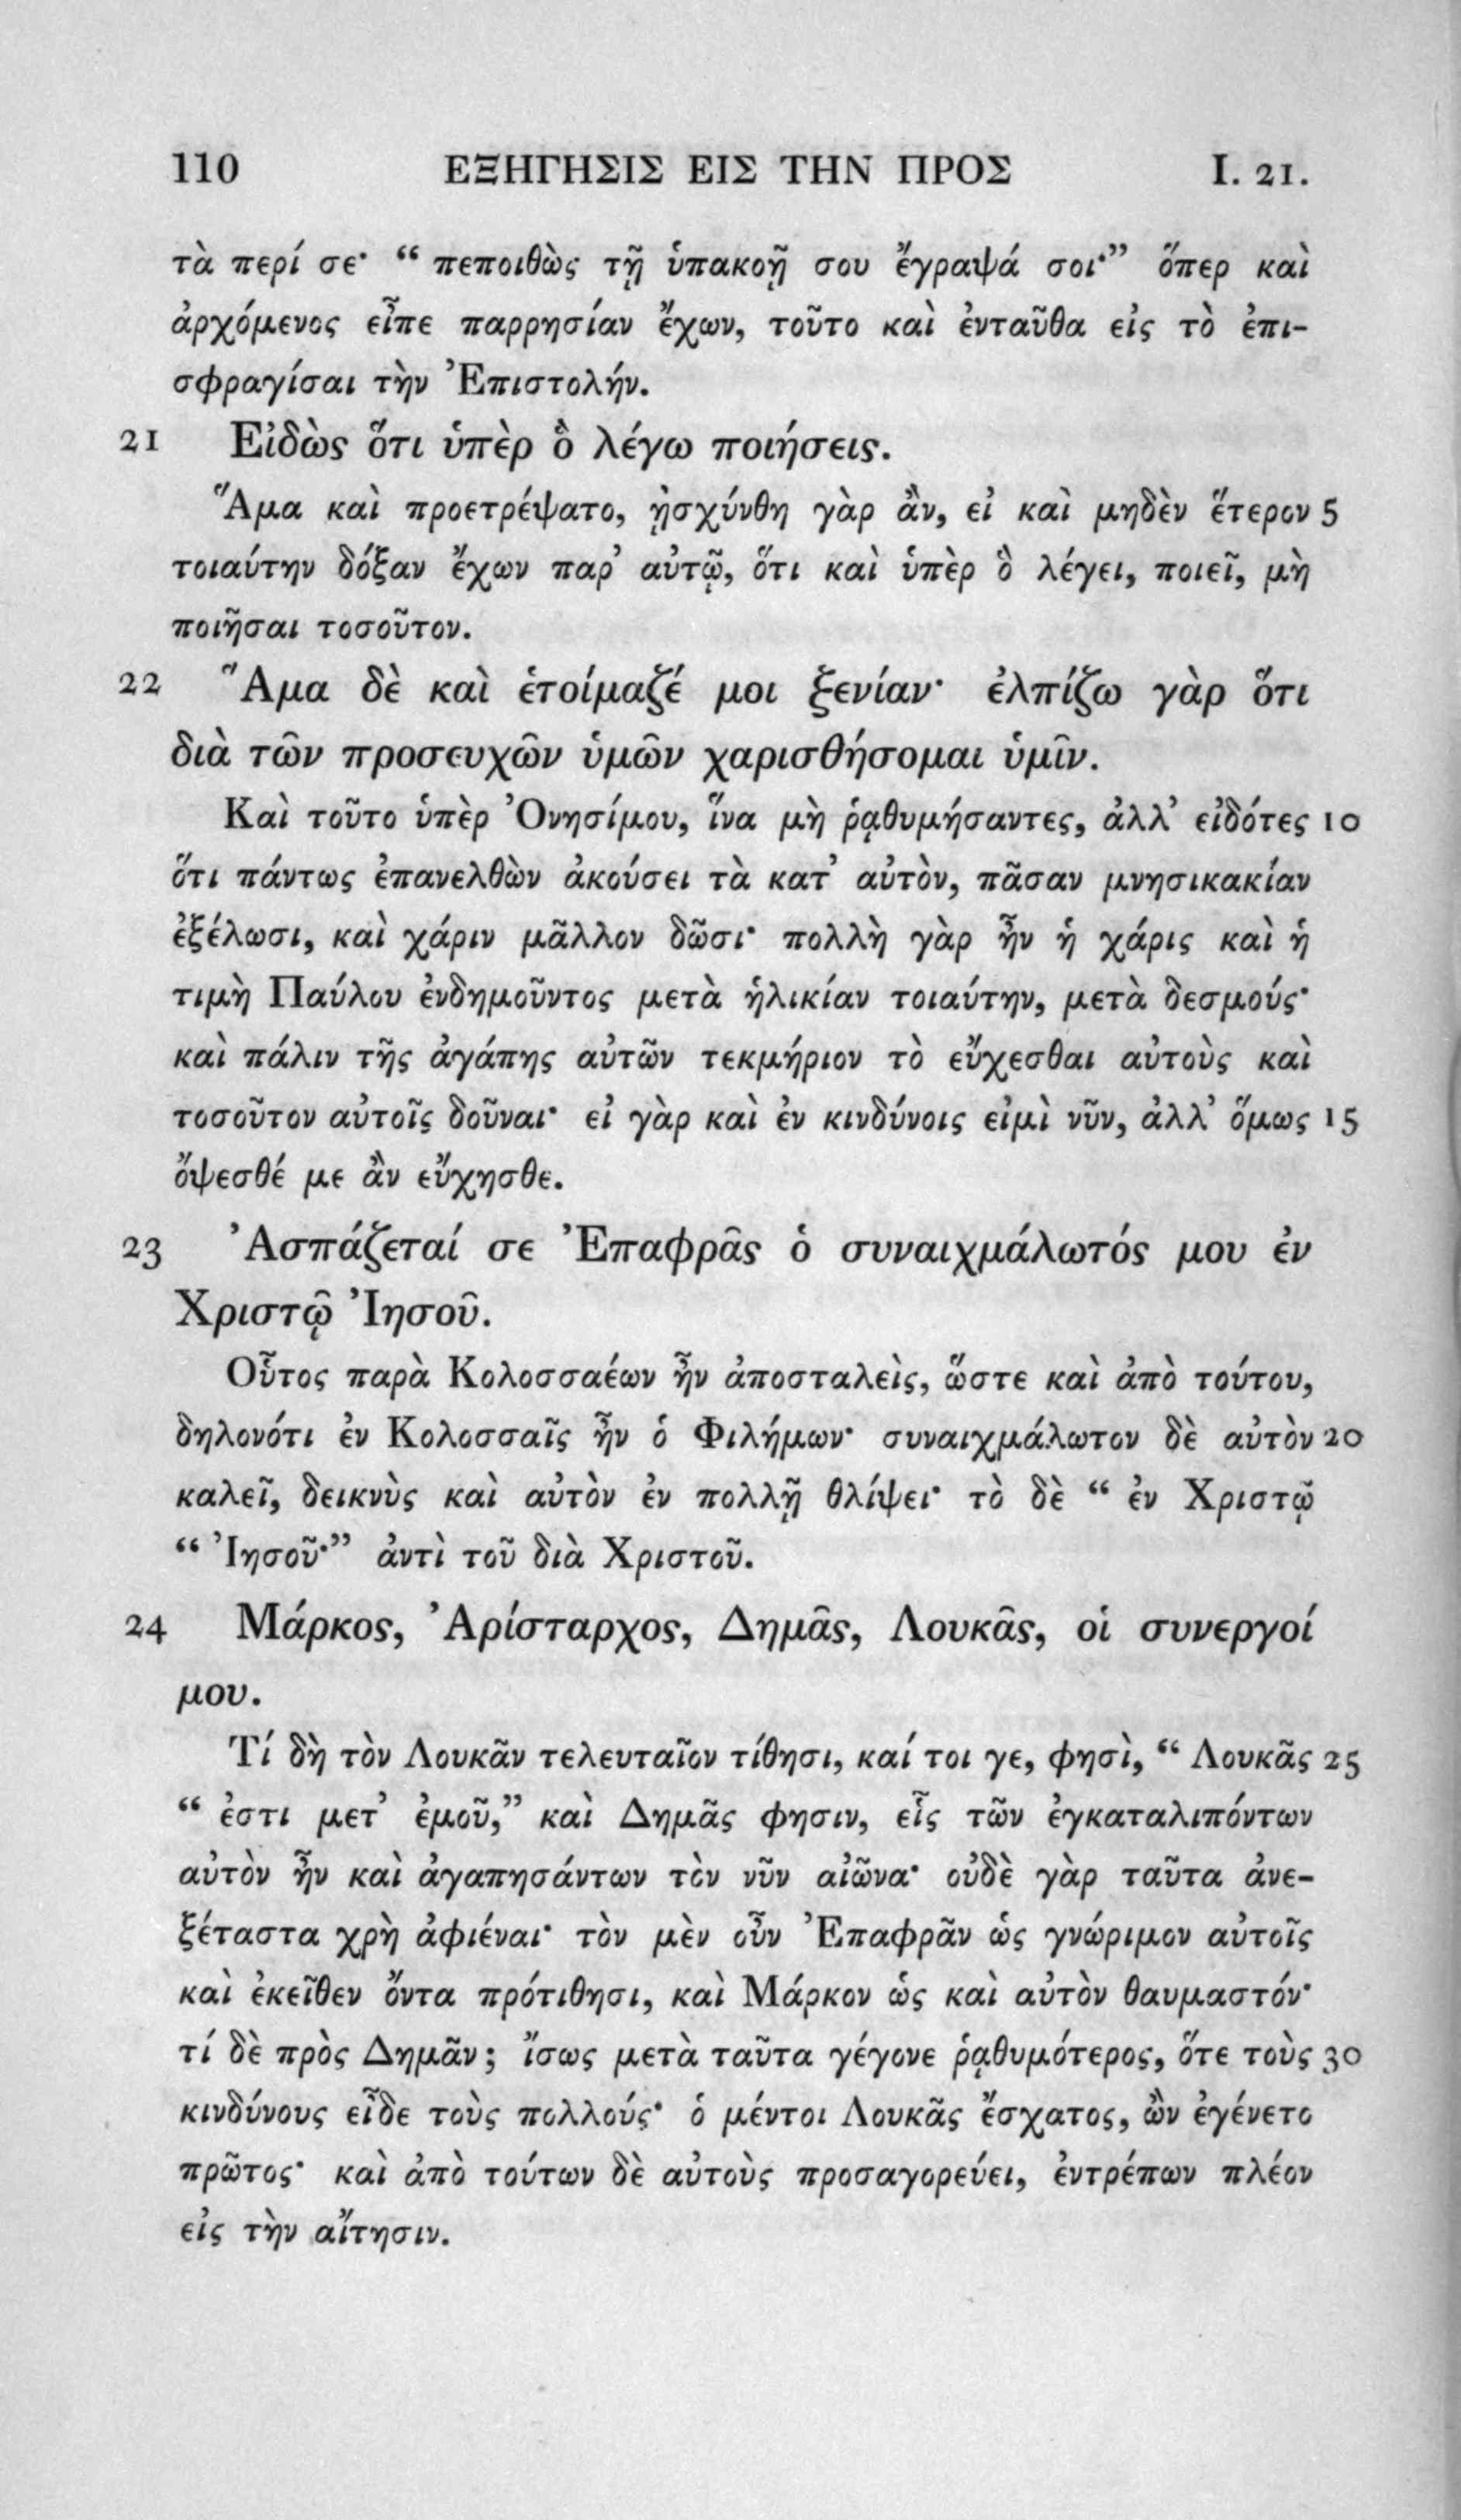 110 ΕΞΗΓΗΣΙΣ ΕΙΣ ΤΗΝ ΠΡΟΣ I. 21.
τὰ περί σε· “ πεποιθὼς τῇ ὑπακοῇ σου ἔγραψά σοι·” ὅπερ καὶ
ἀρχόμενος εἶπε παρρησίαν ἔχων, τοῦτο καὶ ἐνταῦθα εἰς τὸ ἐπι-
σφραγίσαι τὴν Ἐπιστολήν.
21 Εἰδὼς ὅτι ὑπὲρ ὃ λέγω ποιήσεις.
Ἅμα καὶ προετρέψατο, ᾐσχύνθη γὰρ ἂν, εἰ καὶ μηδὲν ἕτερον 5
τοιαύτην δόξαν ἔχων παρ’ αὐτῷ, ὅτι καὶ ὑπὲρ ὃ λέγει, ποιεῖ, μὴ
ποιῆσαι τοσοῦτον.
22 Ἅμα δὲ καὶ ἑτοίμαζέ μοι ξενίαν· ἐλπίζω γὰρ ὅτι
διὰ τῶν προσευχῶν ὑμῶν χαρισθήσομαι ὑμῖν.
Καὶ τοῦτο ὑπὲρ Ὀνησίμου, ἵνα μὴ ῥᾳθυμήσαντες, ἀλλ’ εἰδότες 10
ὅτι πάντως ἐπανελθὼν ἀκούσει τὰ κατ’ αὐτὸν, πᾶσαν μνησικακίαν
ἐξέλωσι, καὶ χάριν μᾶλλον δῶσι· πολλὴ γὰρ ἦν ἡ χάρις καὶ ἡ
τιμὴ Παύλου ἐνδημοῦντος μετὰ ἡλικίαν τοιαύτην, μετὰ δεσμούς·
καὶ πάλιν τῆς ἀγάπης αὐτῶν τεκμήριον τὸ εὔχεσθαι αὐτοὺς καὶ
τοσοῦτον αὐτοῖς δοῦναι· εἰ γὰρ καὶ ἐν κινδύνοις εἰμὶ νῦν, ἀλλ’ ὅμως 15
ὄψεσθέ με ἂν εὔχησθε.
23 Ἀσπάζεταί σε Ἐπαφρᾶς ὁ συναιχμάλωτός μου ἐν
Χριστῷ Ἰησοῦ.
Οὗτος παρὰ Κολοσσαέων ἦν ἀποσταλεὶς, ὥστε καὶ ἀπὸ τούτου,
δηλονότι ἐν Κολοσσαῖς ἦν ὁ Φιλήμων· συναιχμάλωτον δὲ αὐτὸν 20
καλεῖ, δεικνὺς καὶ αὐτὸν ἐν πολλῇ θλίψει· τὸ δὲ “ ἐν Χριστῷ
“ Ἰησοῦ·” ἀντὶ τοῦ διὰ Χριστοῦ.
24 Μάρκος, Ἀρίσταρχος, Δημᾶς, Λουκᾶς, οἱ συνεργοί
μου.
Τί δὴ τὸν Λουκᾶν τελευταῖον τίθησι, καί τοι γε, φησὶ, “ Λουκᾶς 25
“ ἐστι μετ’ ἐμοῦ,” καὶ Δημᾶς φησιν, εἷς τῶν ἐγκαταλιπόντων
αὐτὸν ἦν καὶ ἀγαπησάντων τὸν νῦν αἰῶνα· οὐδὲ γὰρ ταῦτα ἀνε-
ξέταστα χρὴ ἀφιέναι· τὸν μὲν οὖν Ἐπαφρᾶν ὡς γνώριμον αὐτοῖς
καὶ ἐκεῖθεν ὄντα πρότιθησι, καὶ Μάρκον ὡς καὶ αὐτὸν θαυμαστόν·
τί δὲ πρὸς Δημᾶν; ἴσως μετὰ ταῦτα γέγονε ῥᾳθυμότερος, ὅτε τοὺς 30
κινδύνους εἶδε τοὺς πολλούς· ὁ μέντοι Λουκᾶς ἔσχατος, ὢν ἐγένετο
πρῶτος· καὶ ἀπὸ τούτων δὲ αὐτοὺς προσαγορεύει, ἐντρέπων πλέον
εἰς τὴν αἴτησιν.